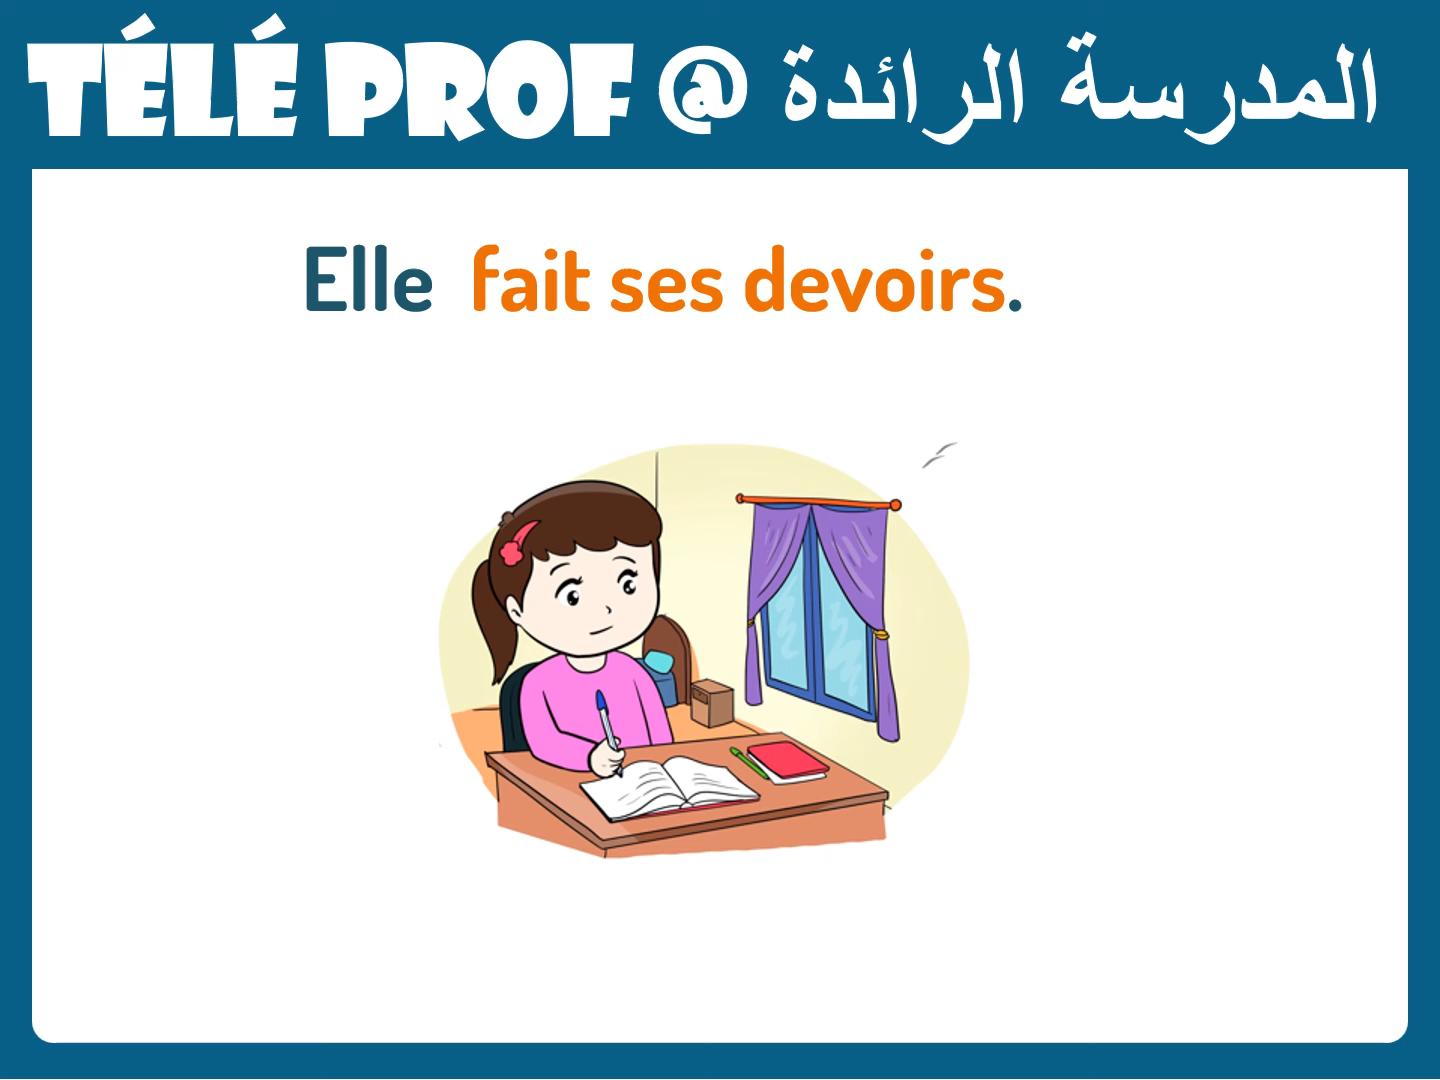 TÉLÉ PROF @ المدرسة الرائدة
Elle fait ses devoirs.